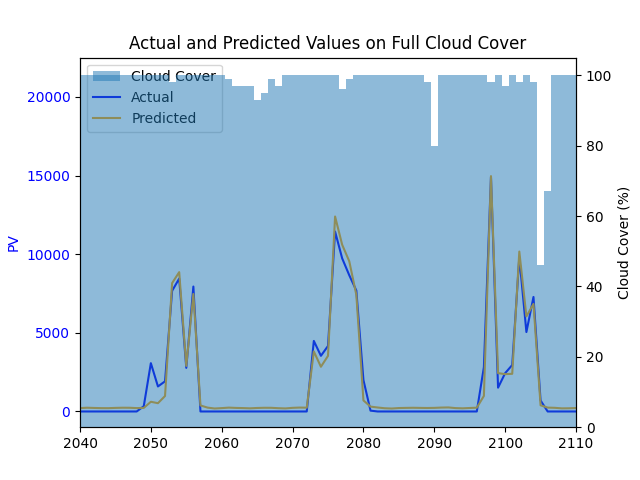 Actual and Predicted Values on Full Cloud Cover
Cloud Cover
Actual
Predicted
20000
15000
10000
5000
0
PV
100
80
60
40
20
0
Cloud Cover (%)
2040 2050 2060 2070 2080 2090 2100 2110